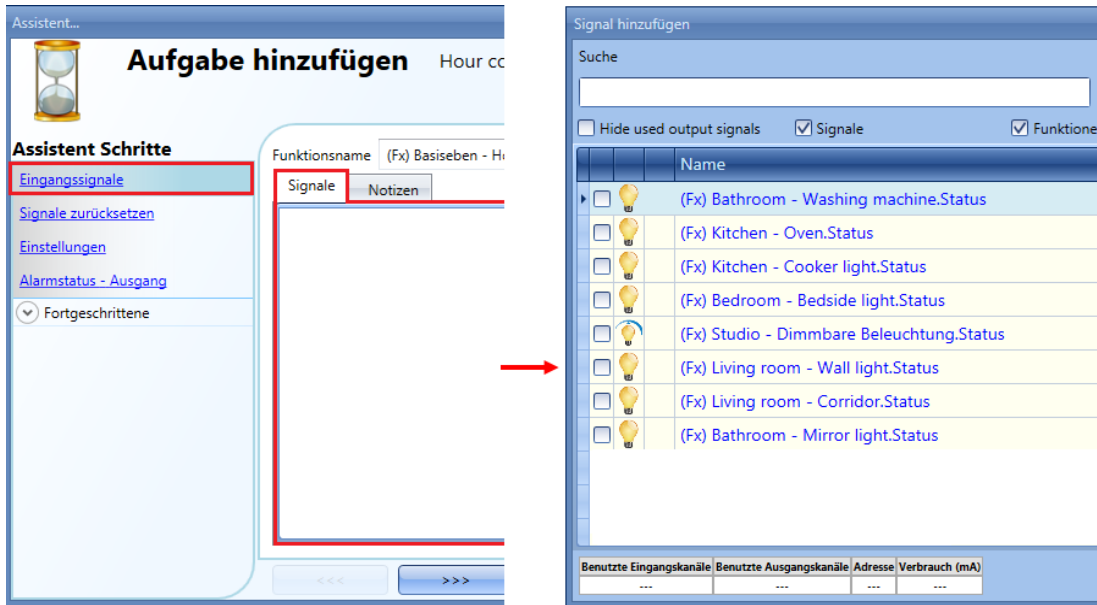 Assistent...
Aufgabe hinzufügen Hour cc
Assistent Schritte
Eingangssignale
Signale zurücksetzen
Einstellungen
Alarmstatus - Ausgang
Fortgeschrittene
Funktionsname (Fx) Basiseben - H
Signale Notizen
<<< >>>
Signal hinzufügen
Suche
Hide used output signals Signale Funktione
Name
(Fx) Bathroom - Washing machine.Status
(Fx) Kitchen - Oven.Status
(Fx) Kitchen - Cooker light.Status
(Fx) Bedroom - Bedside light.Status
(Fx) Studio - Dimmbare Beleuchtung.Status
(Fx) Living room - Wall light.Status
(Fx) Living room - Corridor.Status
(Fx) Bathroom - Mirror light.Status
Benutzte Eingangskanäle Benutzte Ausgangskanäle Adresse Verbrauch (mA)
--- --- --- ---